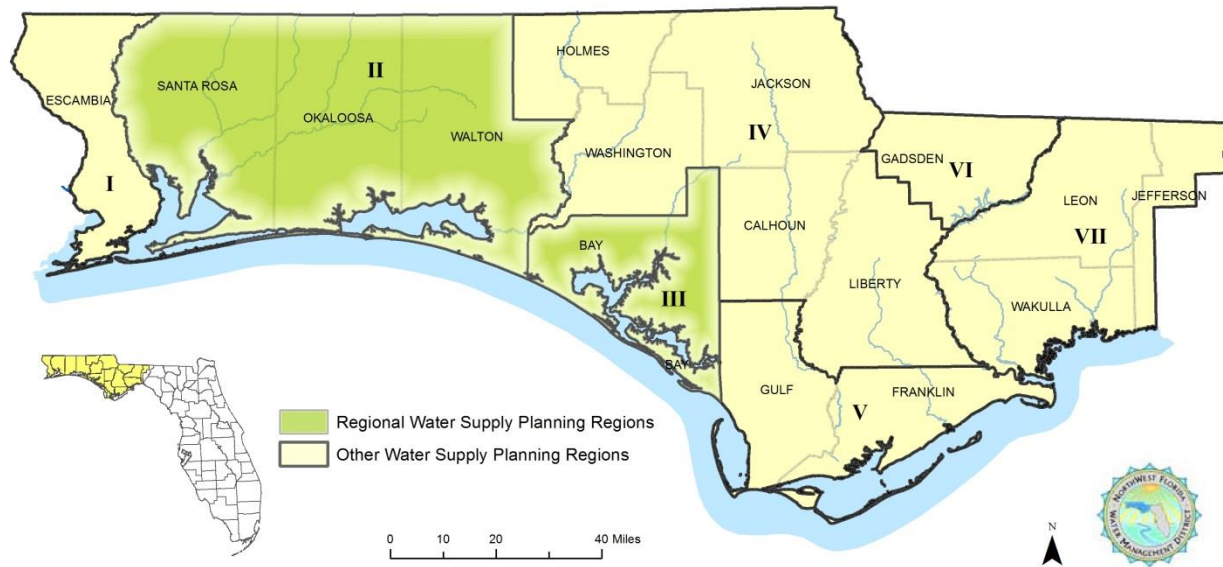 HOLMES
II
SANTA ROSA
JACKSON
ESCAMBIA
OKALOOSA
IV
WALTON
WASHINGTON
GADSDEN
VI
I
LEON
JEFFERSON
CALHOUN
VII
BAY
LIBERTY
III
WAKULLA
BAY
GULF
FRANKLIN
V
Regional Water Supply Planning Regions
Other Water Supply Planning Regions
0 10 20 40 Miles
N
NORTHWEST FLORIDA
WATER MANAGEMENT DISTRICT